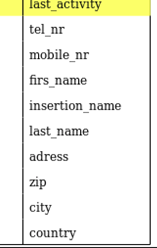 last_activity
tel_nr
mobile_nr
firs_name
insertion_name
last_name
adress
zip
city
country